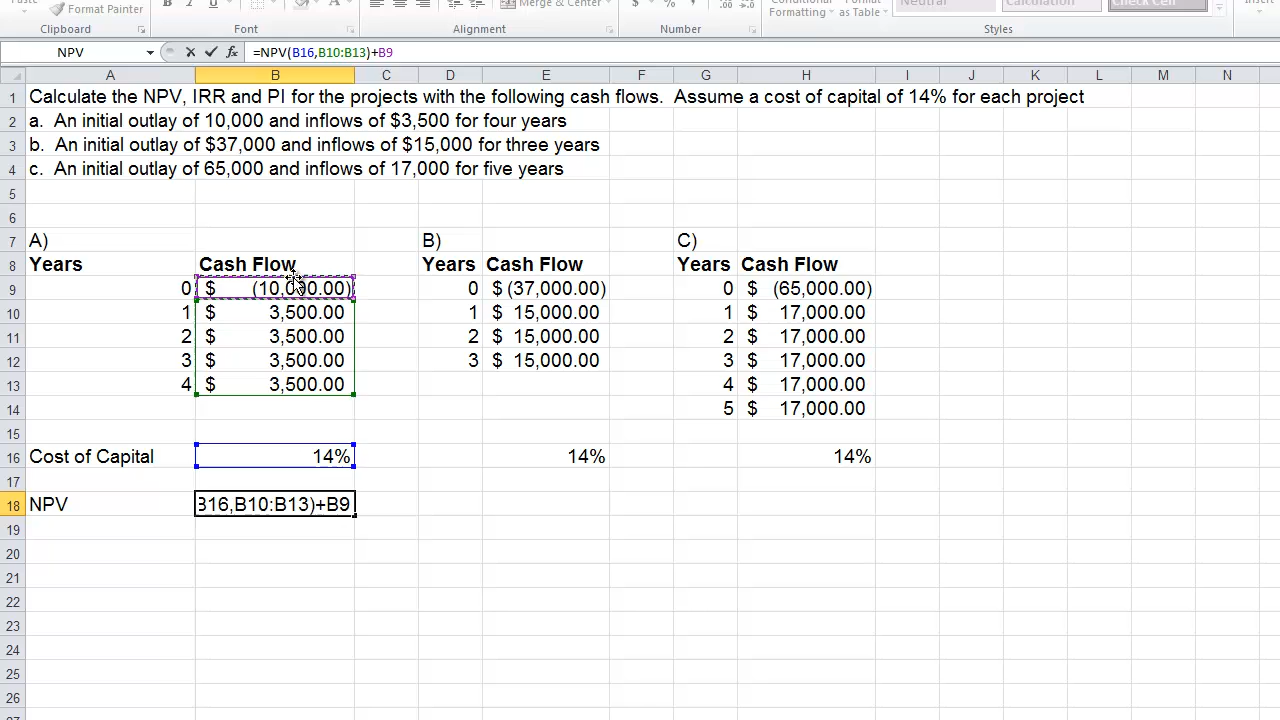 Format Painter B I U Merge & Center $ % , Conditional Formatting Format as Table Neutral Calculation Check Cell Insert
Clipboard Font Alignment Number Styles
NPV fx =NPV(B16,B10:B13)+B9
A B C D E F G H I J K L M N
1 Calculate the NPV, IRR and PI for the projects with the following cash flows. Assume a cost of capital of 14% for each project
2 a. An initial outlay of 10,000 and inflows of $3,500 for four years
3 b. An initial outlay of $37,000 and inflows of $15,000 for three years
4 c. An initial outlay of 65,000 and inflows of 17,000 for five years
5
6
7 A) B) C)
8 Years Cash Flow Years Cash Flow Years Cash Flow
9 0 $ (10,000.00) 0 $ (37,000.00) 0 $ (65,000.00)
10 1 $ 3,500.00 1 $ 15,000.00 1 $ 17,000.00
11 2 $ 3,500.00 2 $ 15,000.00 2 $ 17,000.00
12 3 $ 3,500.00 3 $ 15,000.00 3 $ 17,000.00
13 4 $ 3,500.00 4 $ 17,000.00
14 5 $ 17,000.00
15
16 Cost of Capital 14% 14% 14%
17
18 NPV B16,B10:B13)+B9
19
20
21
22
23
24
25
26
27